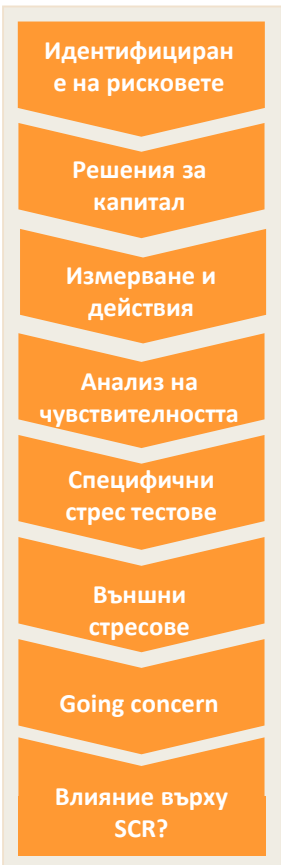 Идентифициран
е на рисковете
Решения за
капитал
Измерване и
действия
Анализ на
чувствителността
Специфични
стрес тестове
Външни
стресове
Going concern
Влияние върху
SCR?